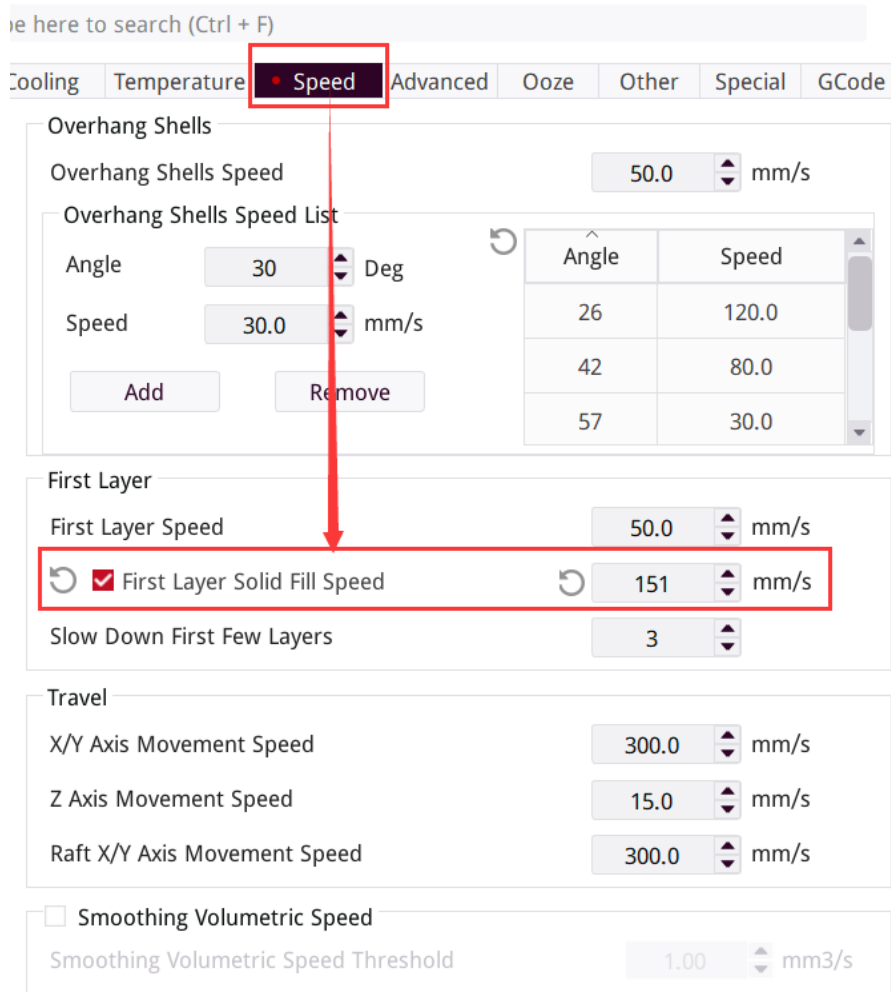 pe here to search (Ctrl + F)
Cooling Temperature Speed Advanced Ooze Other Special GCode
Overhang Shells
Overhang Shells Speed 50.0 mm/s
Overhang Shells Speed List
Angle 30 Deg
Speed 30.0 mm/s
Add Remove
Angle Speed
26 120.0
42 80.0
57 30.0
First Layer
First Layer Speed 50.0 mm/s
First Layer Solid Fill Speed 151 mm/s
Slow Down First Few Layers 3
Travel
X/Y Axis Movement Speed 300.0 mm/s
Z Axis Movement Speed 15.0 mm/s
Raft X/Y Axis Movement Speed 300.0 mm/s
Smoothing Volumetric Speed
Smoothing Volumetric Speed Threshold 1.00 mm3/s